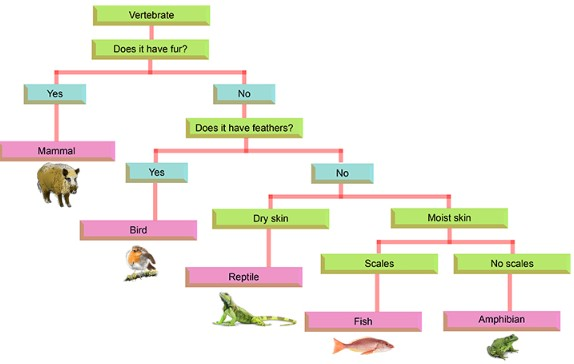 Vertebrate
Does it have fur?
Yes
No
Mammal
Does it have feathers?
Yes
No
Bird
Dry skin
Moist skin
Reptile
Scales
No scales
Fish
Amphibian